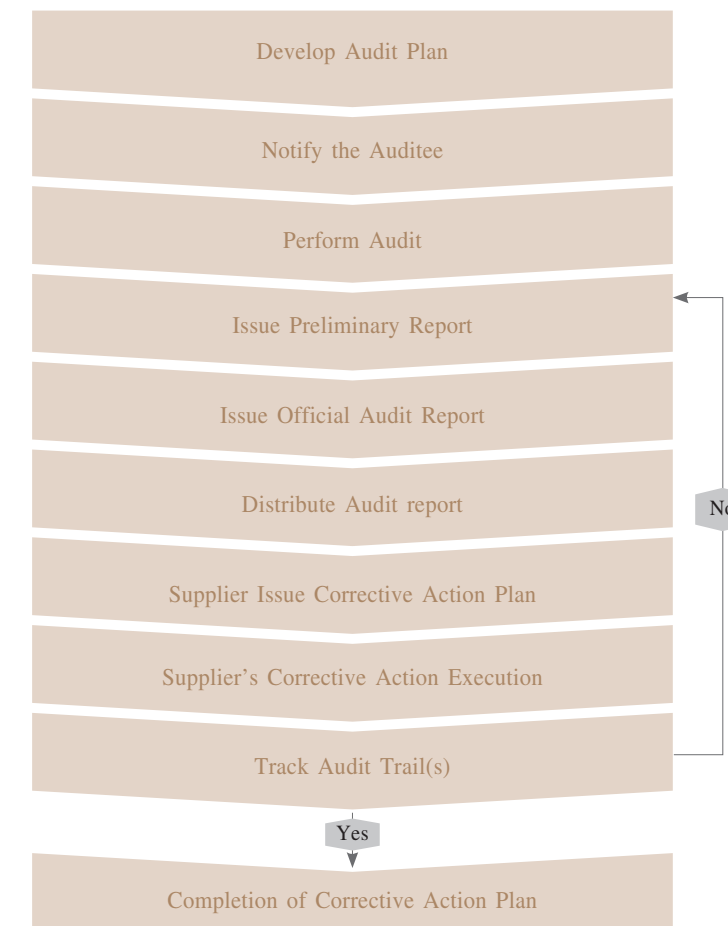 Develop Audit Plan
Notify the Auditee
Perform Audit
Issue Preliminary Report
Issue Official Audit Report
Distribute Audit report
No
Supplier Issue Corrective Action Plan
Supplier’s Corrective Action Execution
Track Audit Trail(s)
Yes
Completion of Corrective Action Plan